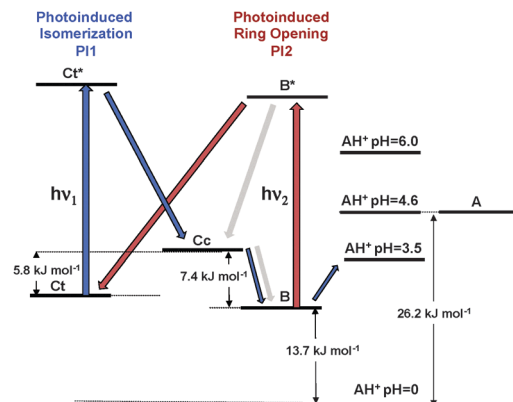 Photoinduced
Isomerization
PI1
Photoinduced
Ring Opening
PI2
Ct*
B*
AH⁺ pH=6.0
hν₁
hν₂
AH⁺ pH=4.6
A
Cc
AH⁺ pH=3.5
5.8 kJ mol⁻¹
7.4 kJ mol⁻¹
Ct
B
26.2 kJ mol⁻¹
13.7 kJ mol⁻¹
AH⁺ pH=0